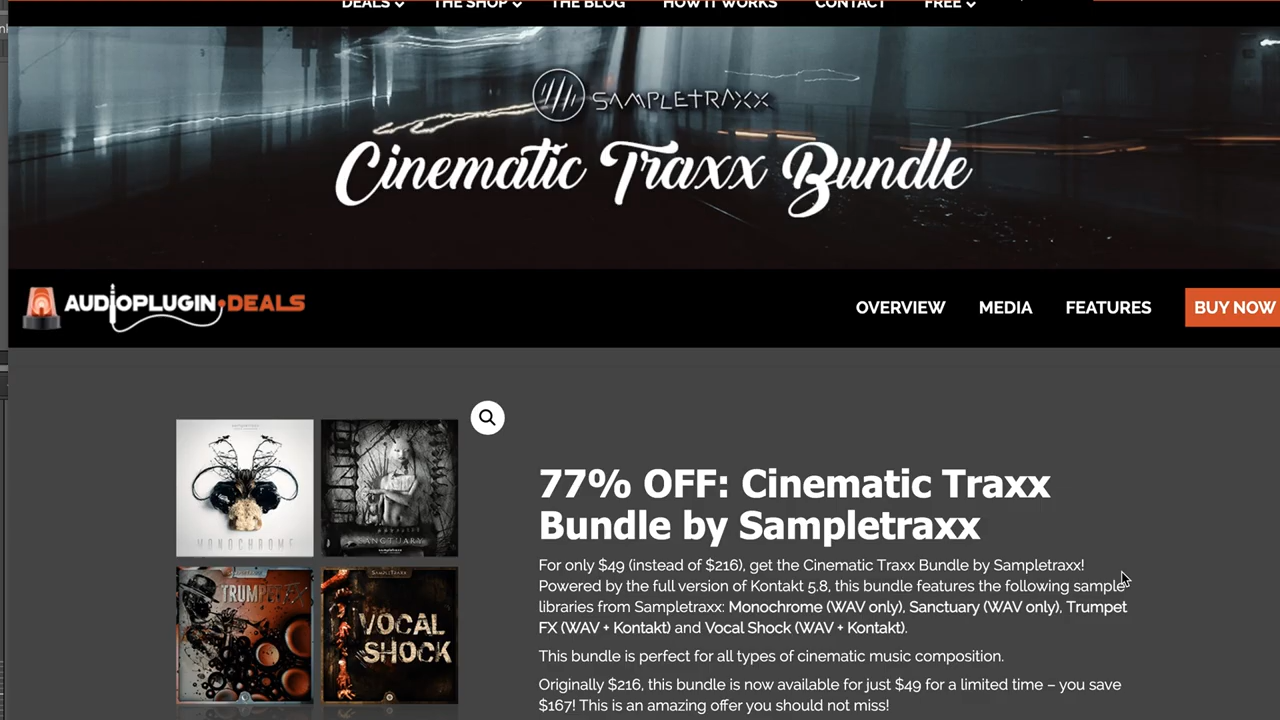 DEALS THE SHOP THE BLOG HOW IT WORKS CONTACT FREE
SAMPLETRAXX
Cinematic Traxx Bundle
AUDIOPLUGIN DEALS
OVERVIEW MEDIA FEATURES BUY NOW
MONOCHROME
SANCTUARY
TRUMPET FX
VOCAL
SHOCK
77% OFF: Cinematic Traxx
Bundle by Sampletraxx
For only $49 (instead of $216), get the Cinematic Traxx Bundle by Sampletraxx!
Powered by the full version of Kontakt 5.8, this bundle features the following sample
libraries from Sampletraxx: Monochrome (WAV only), Sanctuary (WAV only), Trumpet
FX (WAV + Kontakt) and Vocal Shock (WAV + Kontakt).
This bundle is perfect for all types of cinematic music composition.
Originally $216, this bundle is now available for just $49 for a limited time – you save
$167! This is an amazing offer you should not miss!